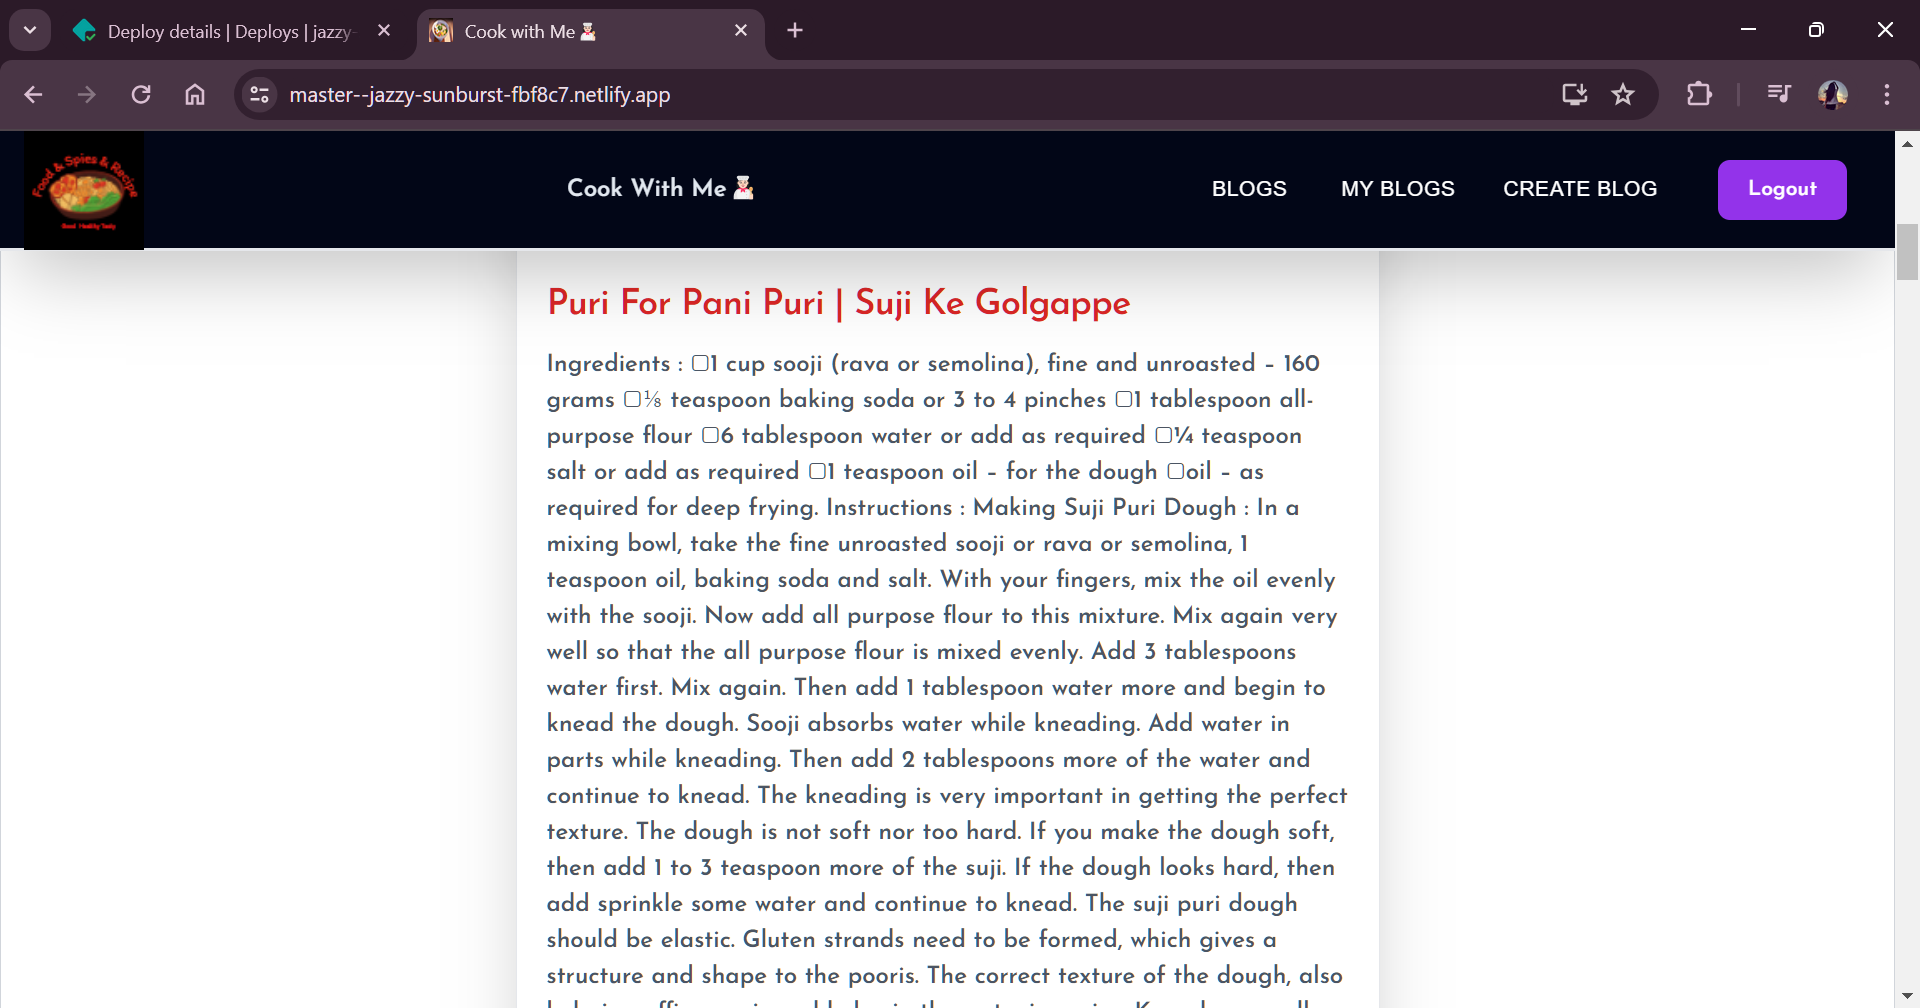 Deploy details | Deploys | jazzy-
Cook with Me
master--jazzy-sunburst-fbf8c7.netlify.app
Food & Spies & Recipe
Cook With Me
BLOGS
MY BLOGS
CREATE BLOG
Logout
Puri For Pani Puri | Suji Ke Golgappe
Ingredients : ▢1 cup sooji (rava or semolina), fine and unroasted – 160
grams ▢⅛ teaspoon baking soda or 3 to 4 pinches ▢1 tablespoon all-
purpose flour ▢6 tablespoon water or add as required ▢¼ teaspoon
salt or add as required ▢1 teaspoon oil – for the dough ▢oil – as
required for deep frying. Instructions : Making Suji Puri Dough : In a
mixing bowl, take the fine unroasted sooji or rava or semolina, 1
teaspoon oil, baking soda and salt. With your fingers, mix the oil evenly
with the sooji. Now add all purpose flour to this mixture. Mix again very
well so that the all purpose flour is mixed evenly. Add 3 tablespoons
water first. Mix again. Then add 1 tablespoon water more and begin to
knead the dough. Sooji absorbs water while kneading. Add water in
parts while kneading. Then add 2 tablespoons more of the water and
continue to knead. The kneading is very important in getting the perfect
texture. The dough is not soft nor too hard. If you make the dough soft,
then add 1 to 3 teaspoon more of the suji. If the dough looks hard, then
add sprinkle some water and continue to knead. The suji puri dough
should be elastic. Gluten strands need to be formed, which gives a
structure and shape to the pooris. The correct texture of the dough, also